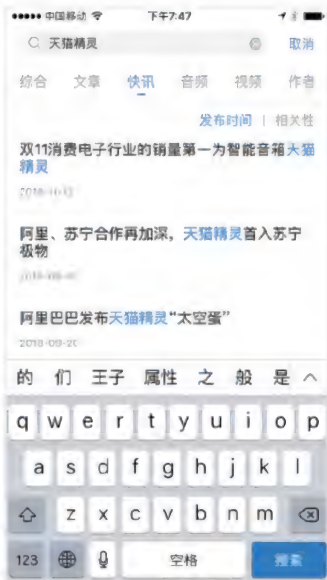 中国移动 下午7:47
天猫精灵 取消
综合 文章 快讯 音频 视频 作者
发布时间 | 相关性
双11消费电子行业的销量第一为智能音箱天猫
精灵
阿里、苏宁合作再加深，天猫精灵首入苏宁
极物
阿里巴巴发布天猫精灵“太空蛋”
2018-09-20
的 们 王子 属性 之 般 是
q w e r t y u i o p
a s d f g h j k l
z x c v b n m
123 空格 搜索